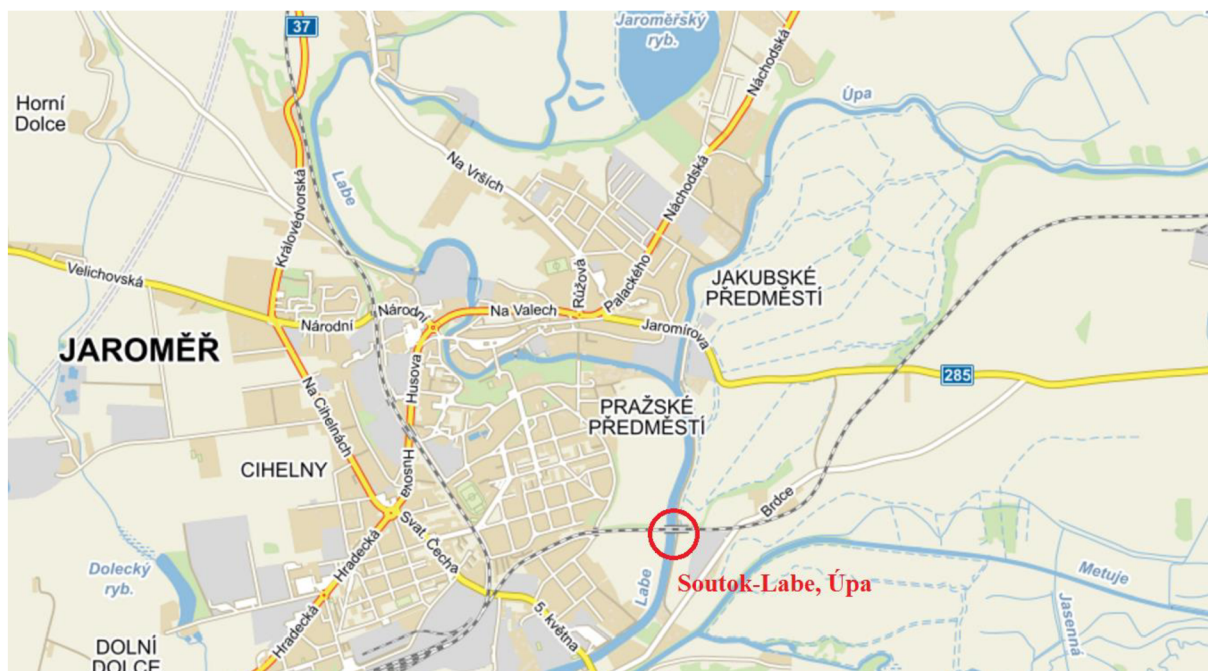 37
Jaroměřský
ryb.
Náchodská
Horní
Dolce
Úpa
Labe
Na Vrších
Královédvorská
Náchodská
Velichovská
Růžová
Palackého
JAKUBSKÉ
PŘEDMĚSTÍ
Národní
Národní
Na Valech
Jaromírova
JAROMĚŘ
Husova
285
Na Cihelnách
PRAŽSKÉ
PŘEDMĚSTÍ
CIHELNY
Husova
Brdce
Svat. Čecha
Hradecká
Dolecký
ryb.
Labe
Soutok-Labe, Úpa
Metuje
Jasenná
Hradecká
5. května
DOLNÍ
DOLCE